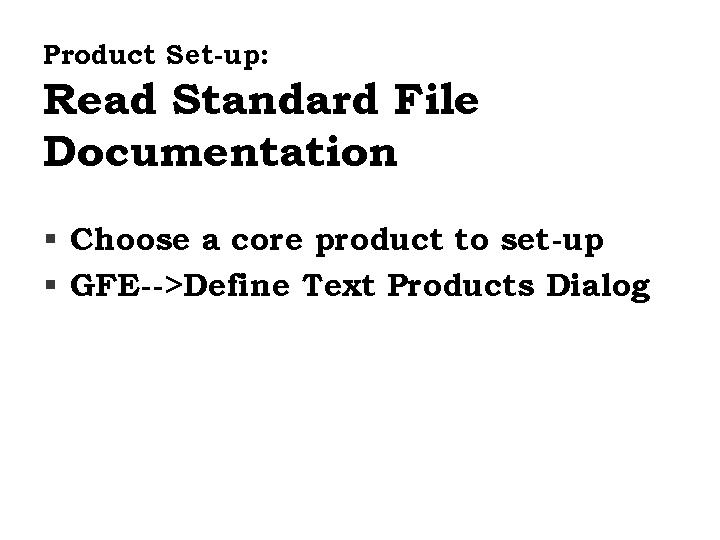 Product Set-up:
Read Standard File
Documentation
▪ Choose a core product to set-up
▪ GFE-->Define Text Products Dialog